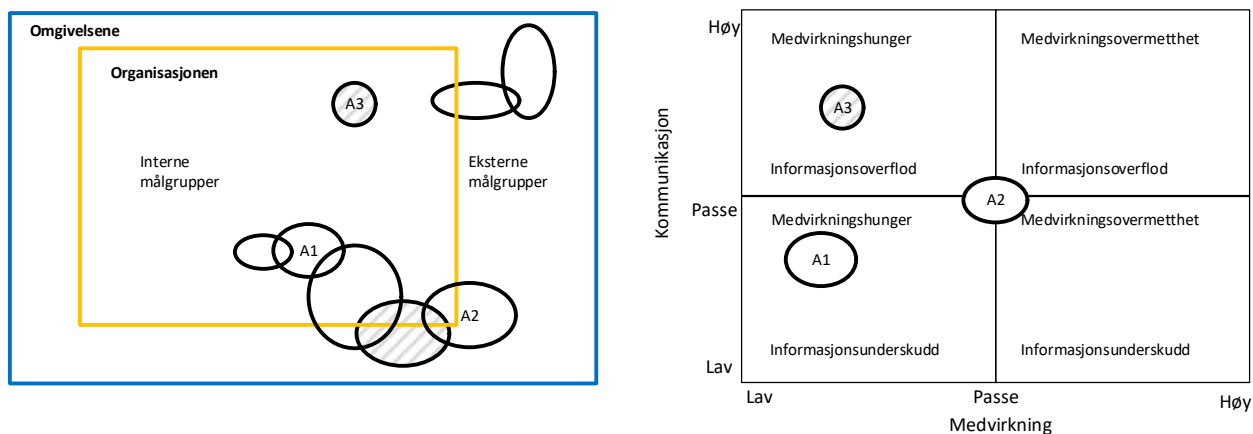 Omgivelsene
Organisasjonen
A3
Interne
målgrupper
Eksterne
målgrupper
A1
A2
Høy
Medvirkningshunger
Medvirkningsovermetthet
A3
Kommunikasjon
Informasjonsoverflod
Informasjonsoverflod
A2
Passe
Medvirkningshunger
Medvirkningsovermetthet
A1
Informasjonsunderskudd
Informasjonsunderskudd
Lav
Lav
Passe
Høy
Medvirkning